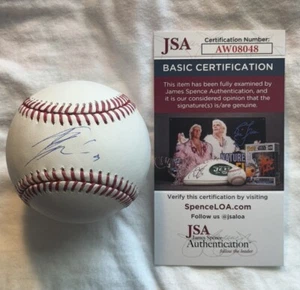 JSA
Certification Number:
AW08048
BASIC CERTIFICATION
This item has been fully examined by
James Spence Authentication, and
it is our considered opinion that the
signature(s) is/are genuine.
Verify this certification by visiting
SpenceLOA.com
Follow us @jsaloa
JSA
James Spence
Authentication